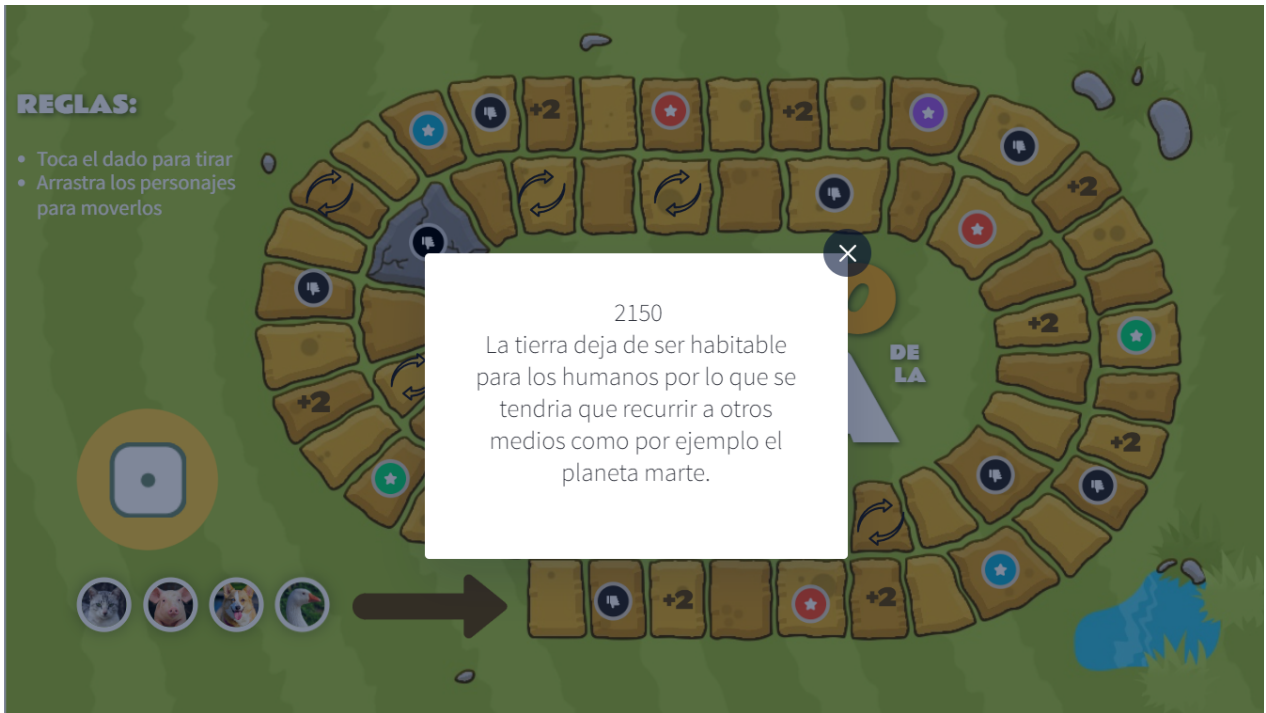 REGLAS:
• Toca el dado para tirar
• Arrastra los personajes
para moverlos
+2
+2
+2
+2
+2
+2
+2
+2
DE
LA
2150
La tierra deja de ser habitable
para los humanos por lo que se
tendria que recurrir a otros
medios como por ejemplo el
planeta marte.